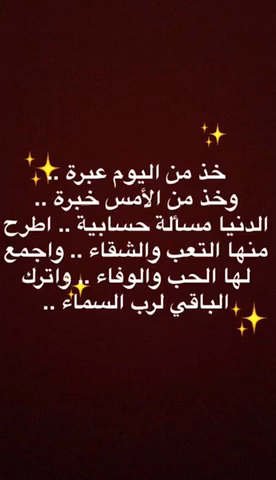 خذ من اليوم عبرة ..
وخذ من الأمس خبرة ..
الدنيا مسألة حسابية .. اطرح
منها التعب والشقاء .. واجمع
لها الحب والوفاء .. واترك
الباقي لرب السماء ..